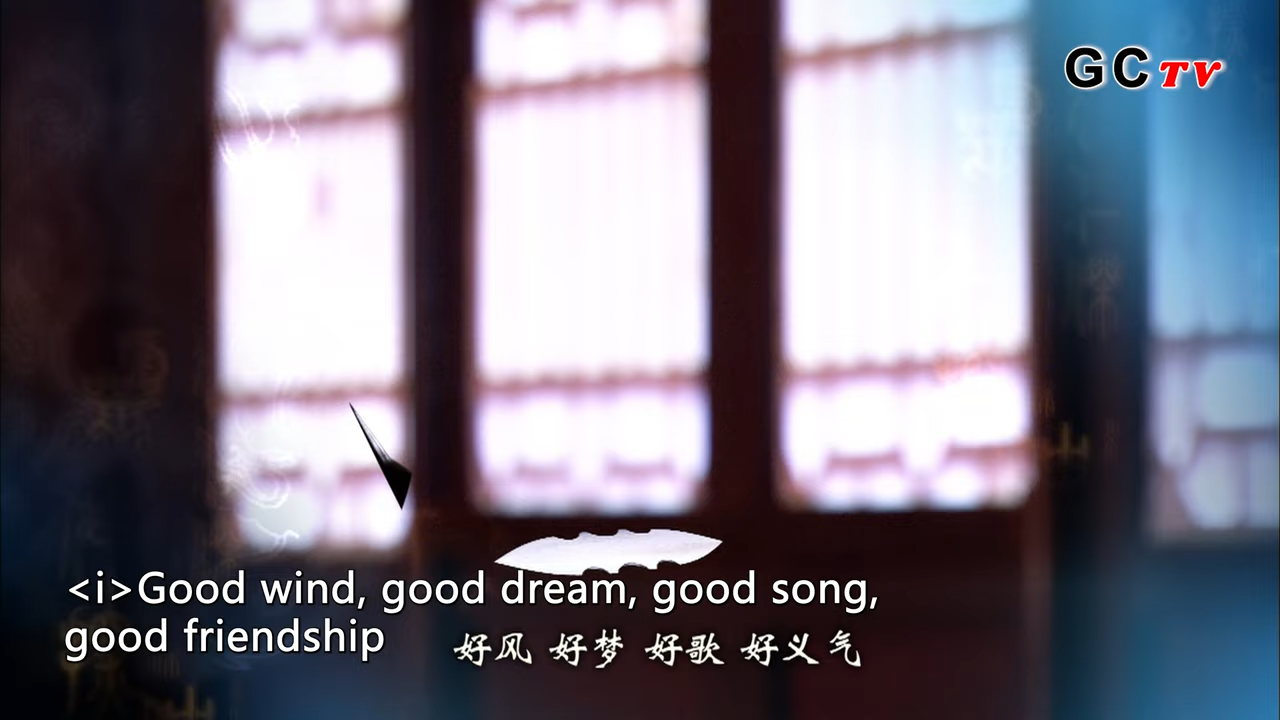 GCTV
<i>Good wind, good dream, good song,
good friendship
好风 好梦 好歌 好义气